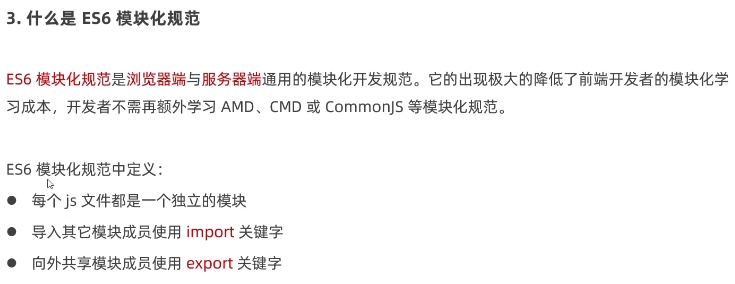 3. 什么是 ES6 模块化规范
ES6 模块化规范是浏览器端与服务器端通用的模块化开发规范。它的出现极大的降低了前端开发者的模块化学
习成本，开发者不需再额外学习 AMD、CMD 或 CommonJS 等模块化规范。
ES6 模块化规范中定义：
● 每个 js 文件都是一个独立的模块
● 导入其它模块成员使用 import 关键字
● 向外共享模块成员使用 export 关键字